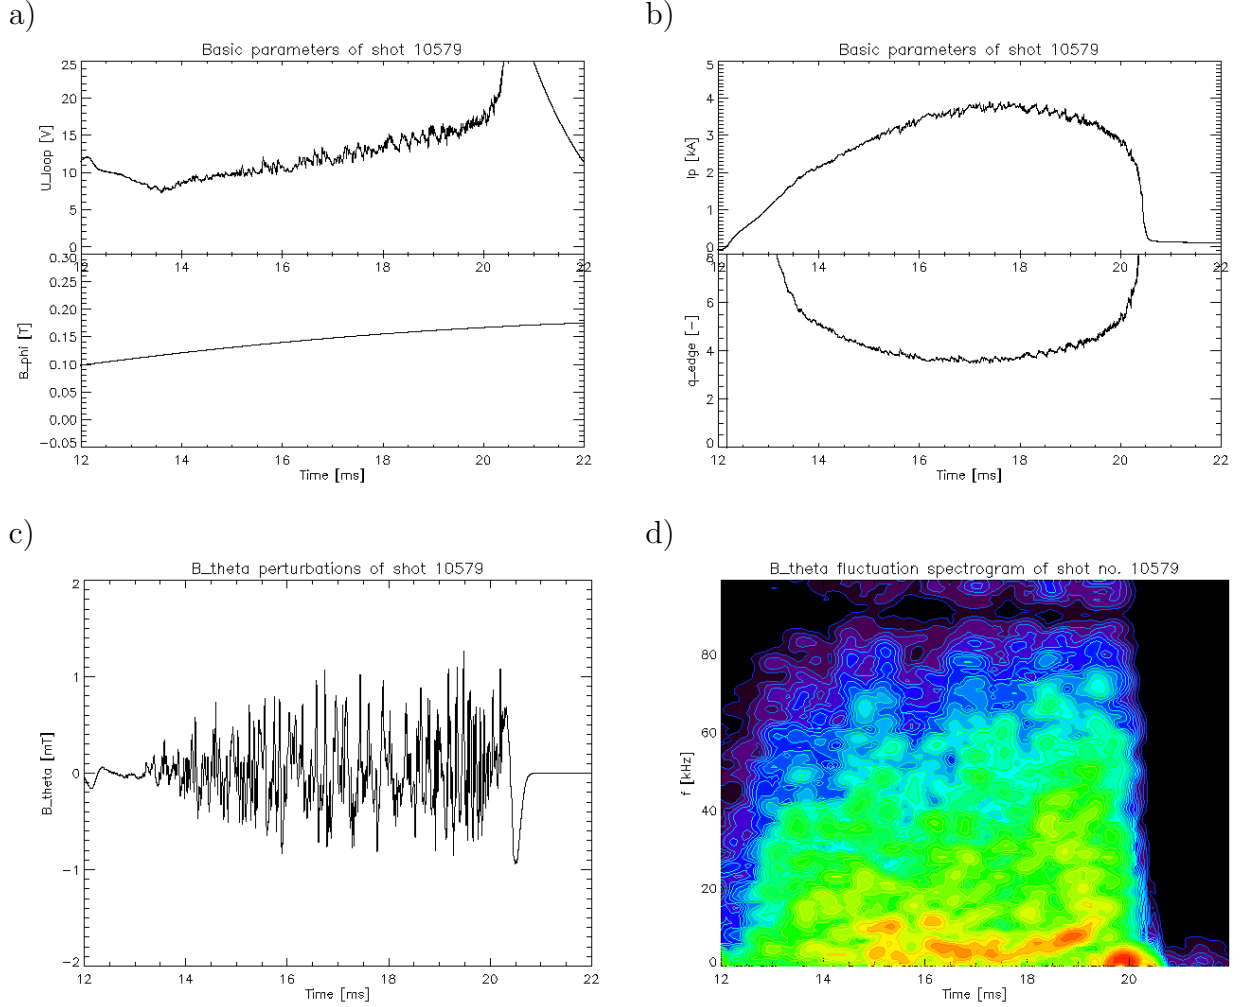 a)
Basic parameters of shot 10579
25
20
15
10
5
0
U_loop [V]
12 14 16 18 20 22
0.30
0.25
0.20
0.15
0.10
0.05
0.00
-0.05
B_phi [T]
12 14 16 18 20 22
Time [ms]
b)
Basic parameters of shot 10579
5
4
3
2
1
0
Ip [kA]
12 14 16 18 20 22
8
6
4
2
0
q_edge [-]
12 14 16 18 20 22
Time [ms]
c)
B_theta perturbations of shot 10579
2
1
0
-1
-2
B_theta [mT]
12 14 16 18 20 22
Time [ms]
d)
B_theta fluctuation spectrogram of shot no. 10579
80
60
40
20
0
f [kHz]
12 14 16 18 20 22
Time [ms]